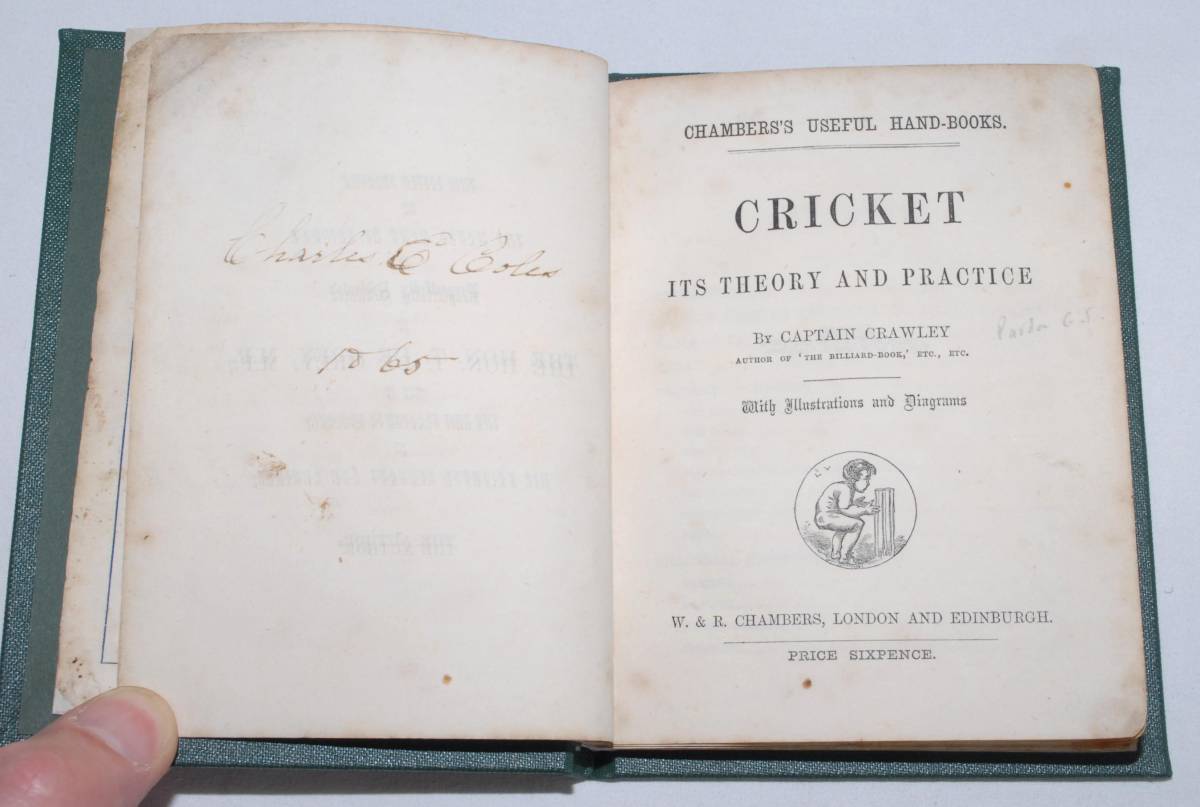 Charles C Coles
1865
CHAMBERS'S USEFUL HAND-BOOKS.
CRICKET
ITS THEORY AND PRACTICE
BY CAPTAIN CRAWLEY
AUTHOR OF 'THE BILLIARD-BOOK,' ETC., ETC.
With Illustrations and Diagrams
W. & R. CHAMBERS, LONDON AND EDINBURGH.
PRICE SIXPENCE.